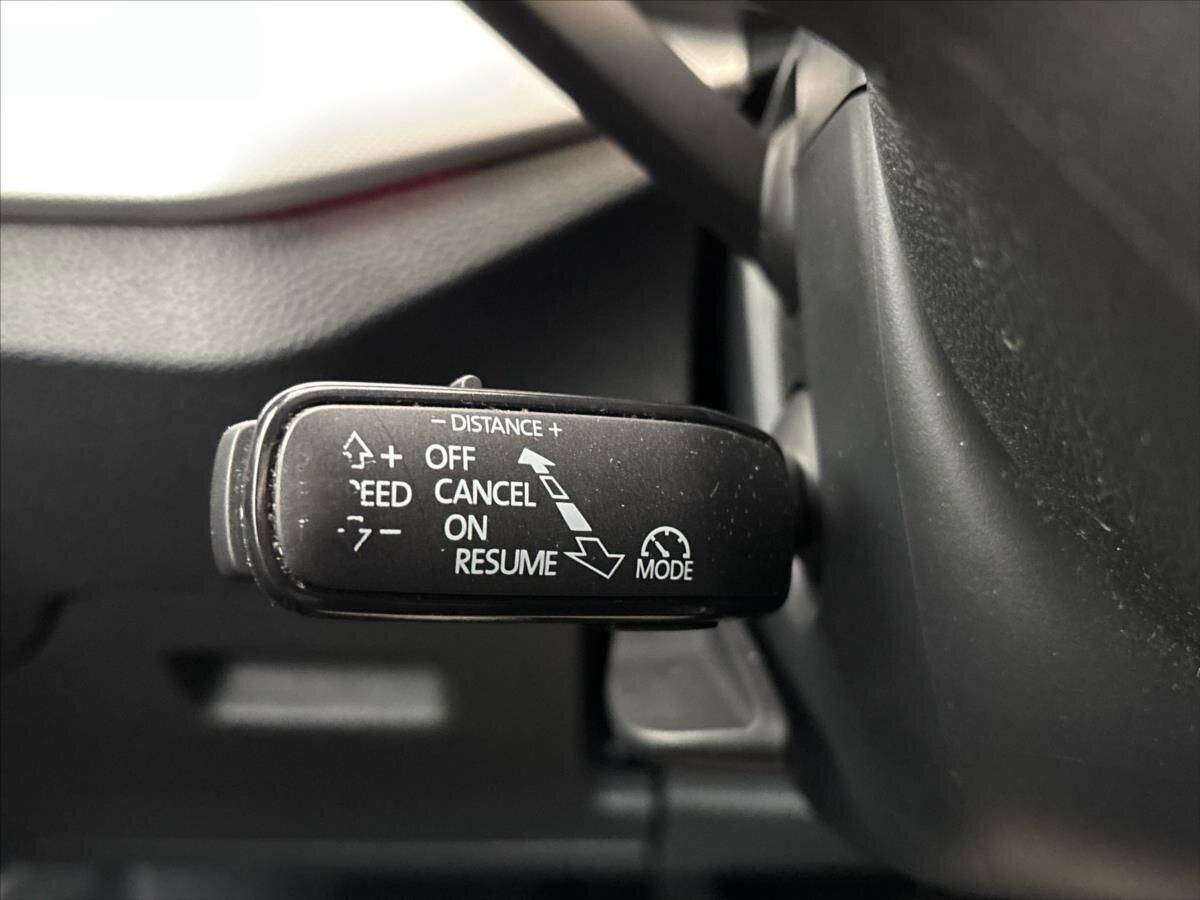 - DISTANCE +
+ OFF
EED CANCEL
- ON
RESUME
MODE